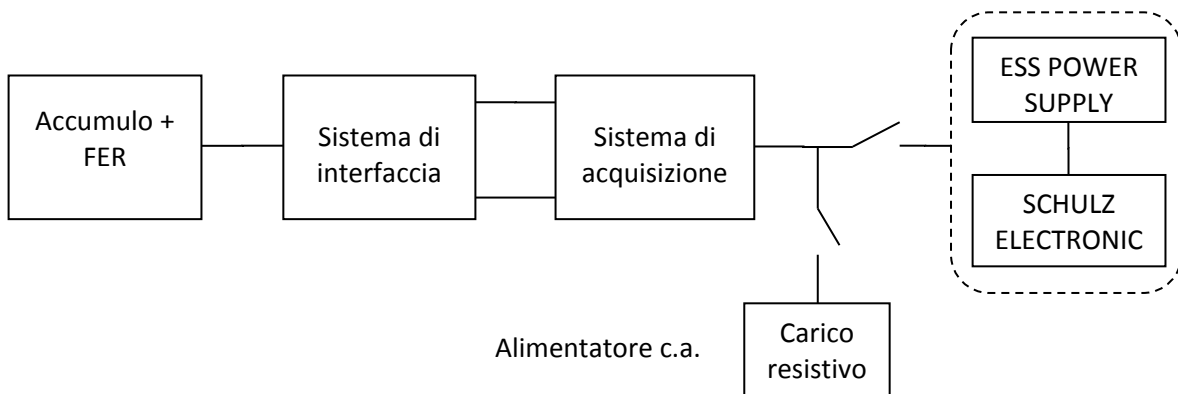 Accumulo +
FER
Sistema di
interfaccia
Sistema di
acquisizione
ESS POWER
SUPPLY
SCHULZ
ELECTRONIC
Alimentatore c.a.
Carico
resistivo